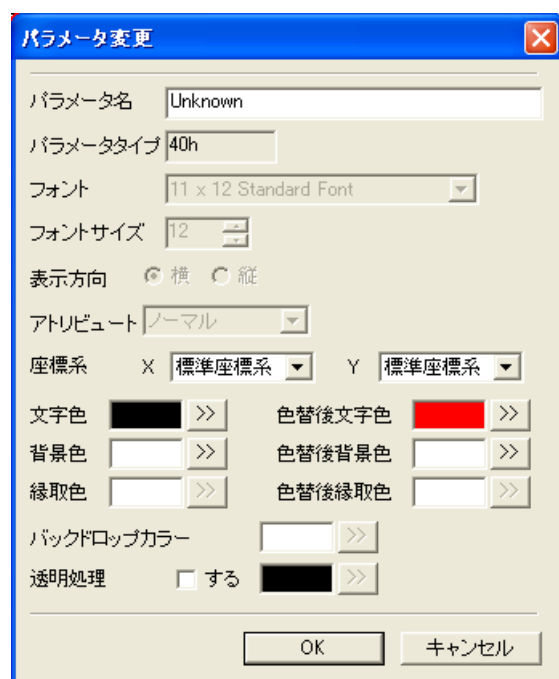 パラメータ変更
パラメータ名 Unknown
パラメータタイプ 40h
フォント 11 x 12 Standard Font
フォントサイズ 12
表示方向 横 縦
アトリビュート ノーマル
座標系 X 標準座標系 Y 標準座標系
文字色 >> 色替後文字色 >>
背景色 >> 色替後背景色 >>
縁取色 >> 色替後縁取色 >>
バックドロップカラー >>
透明処理 する >>
OK キャンセル